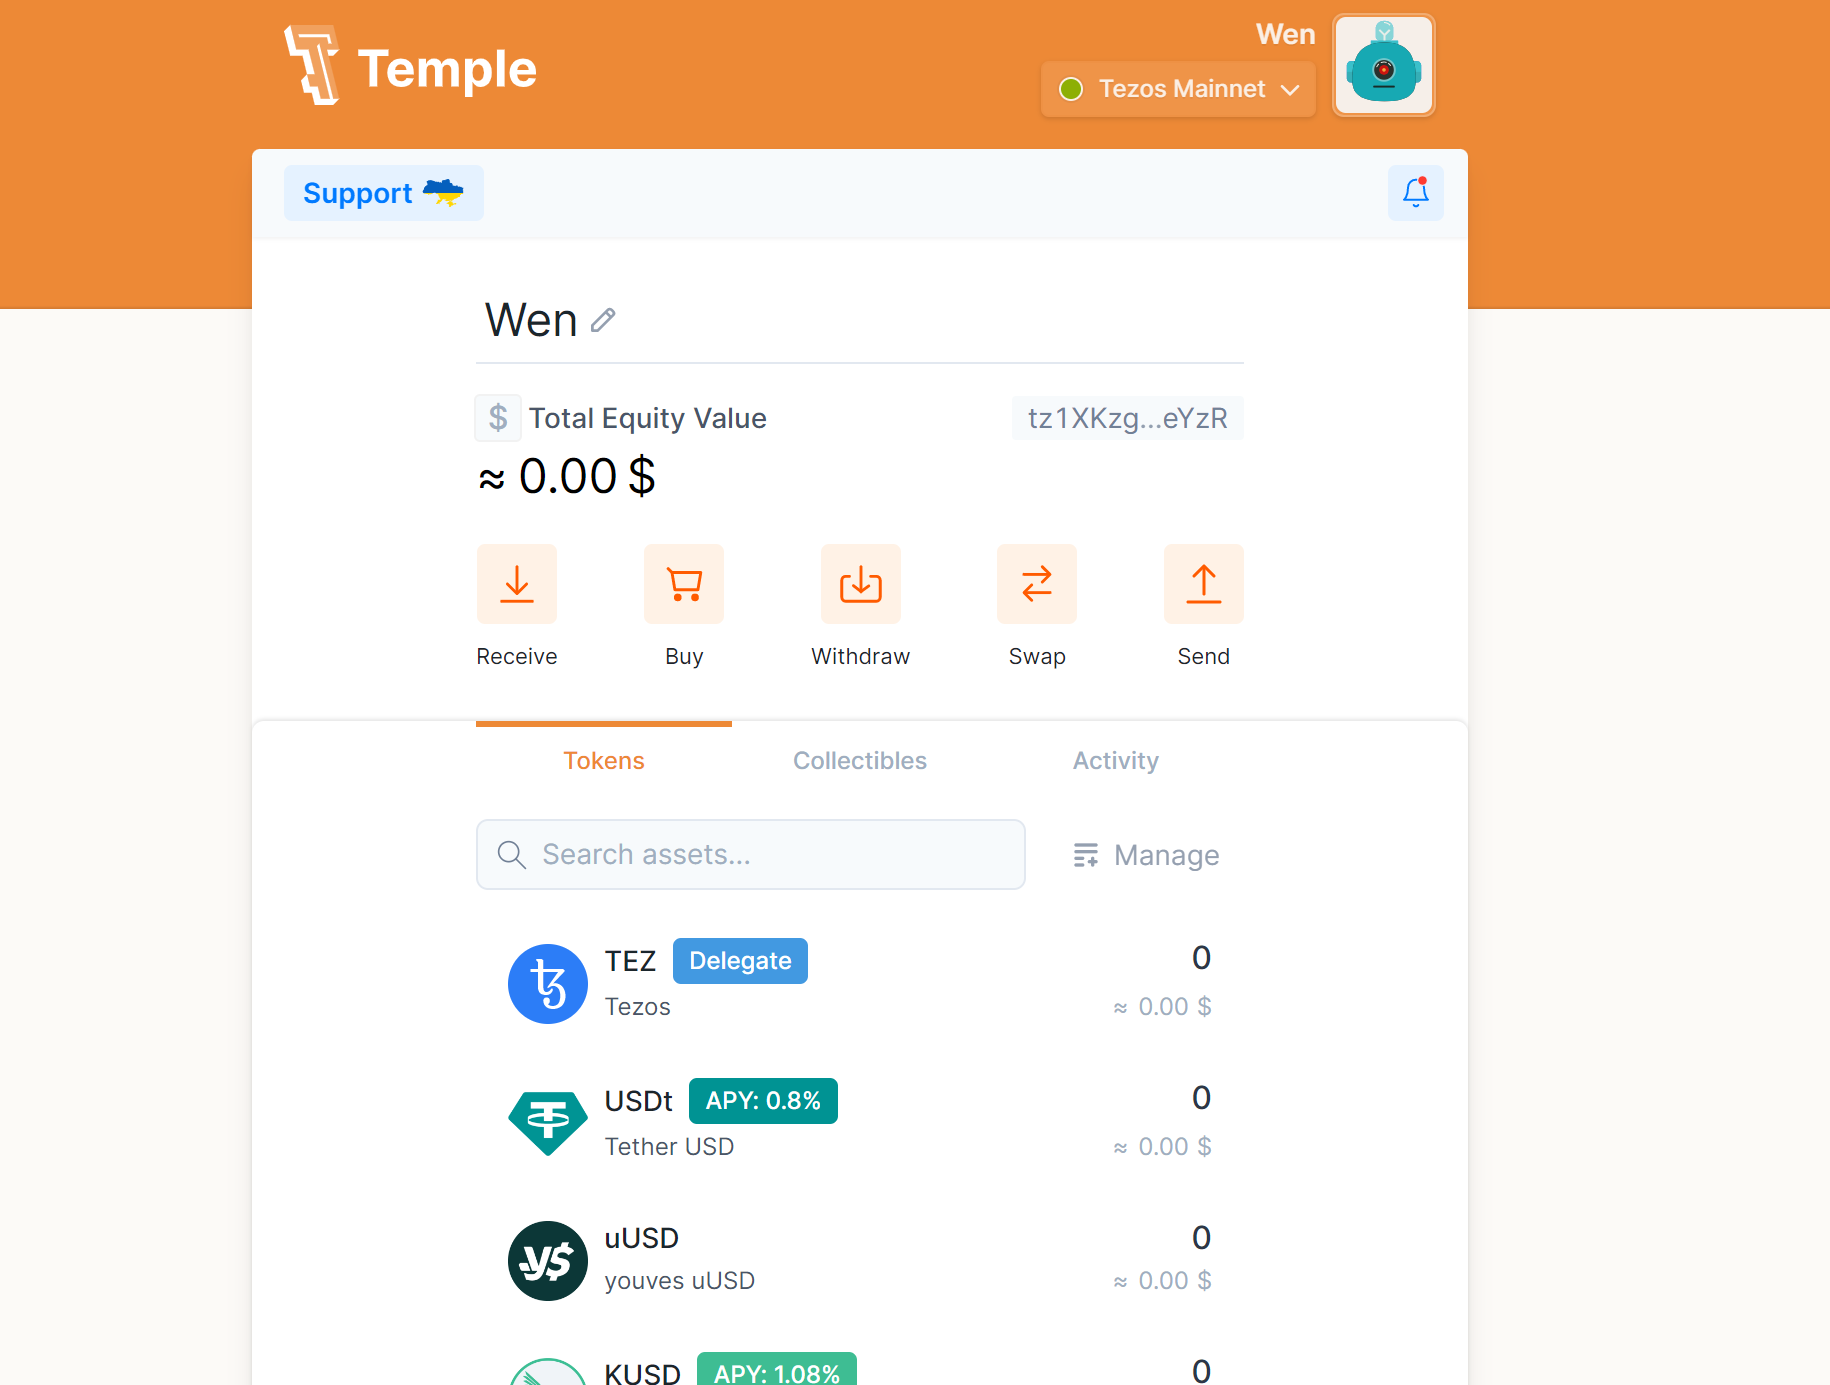 Temple
Wen
Tezos Mainnet
Support
Wen
$ Total Equity Value
tz1XKzg...eYzR
≈ 0.00 $
Receive
Buy
Withdraw
Swap
Send
Tokens
Collectibles
Activity
Search assets...
Manage
TEZ
Delegate
0
Tezos
≈ 0.00 $
USDt
APY: 0.8%
0
Tether USD
≈ 0.00 $
uUSD
0
youves uUSD
≈ 0.00 $
KUSD
APY: 1.08%
0